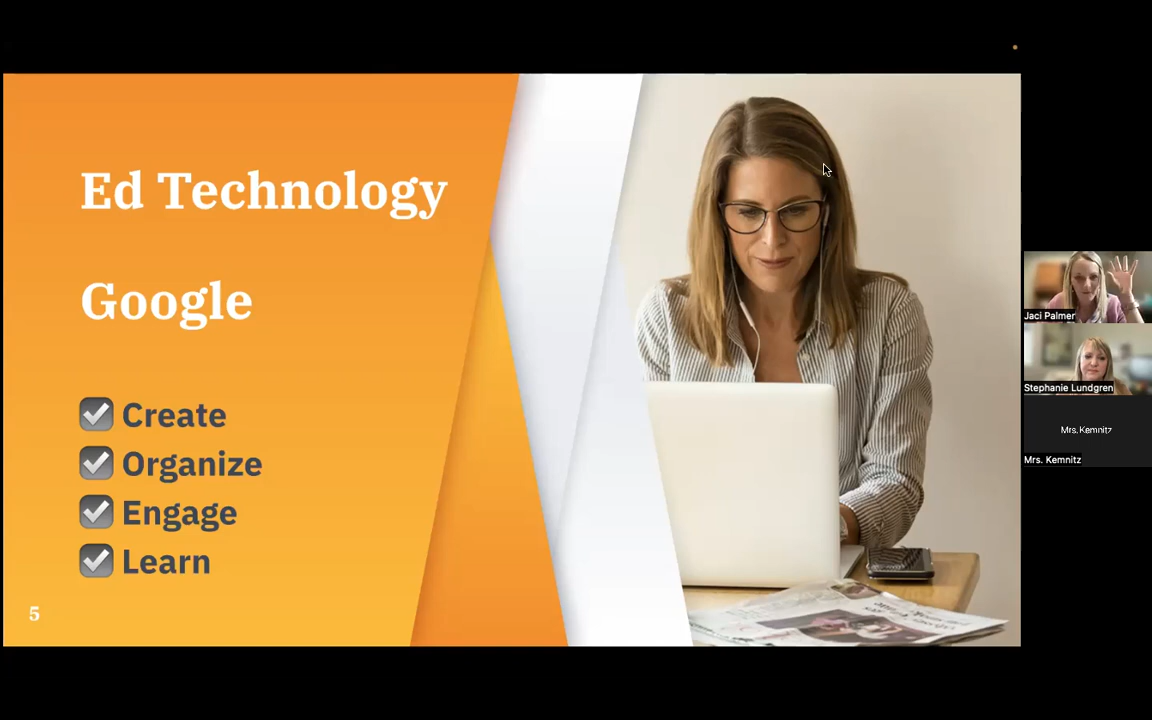 Ed Technology
Google
Create
Organize
Engage
Learn
5
Jaci Palmer
Stephanie Lundgren
Mrs. Kemnitz
Mrs. Kemnitz